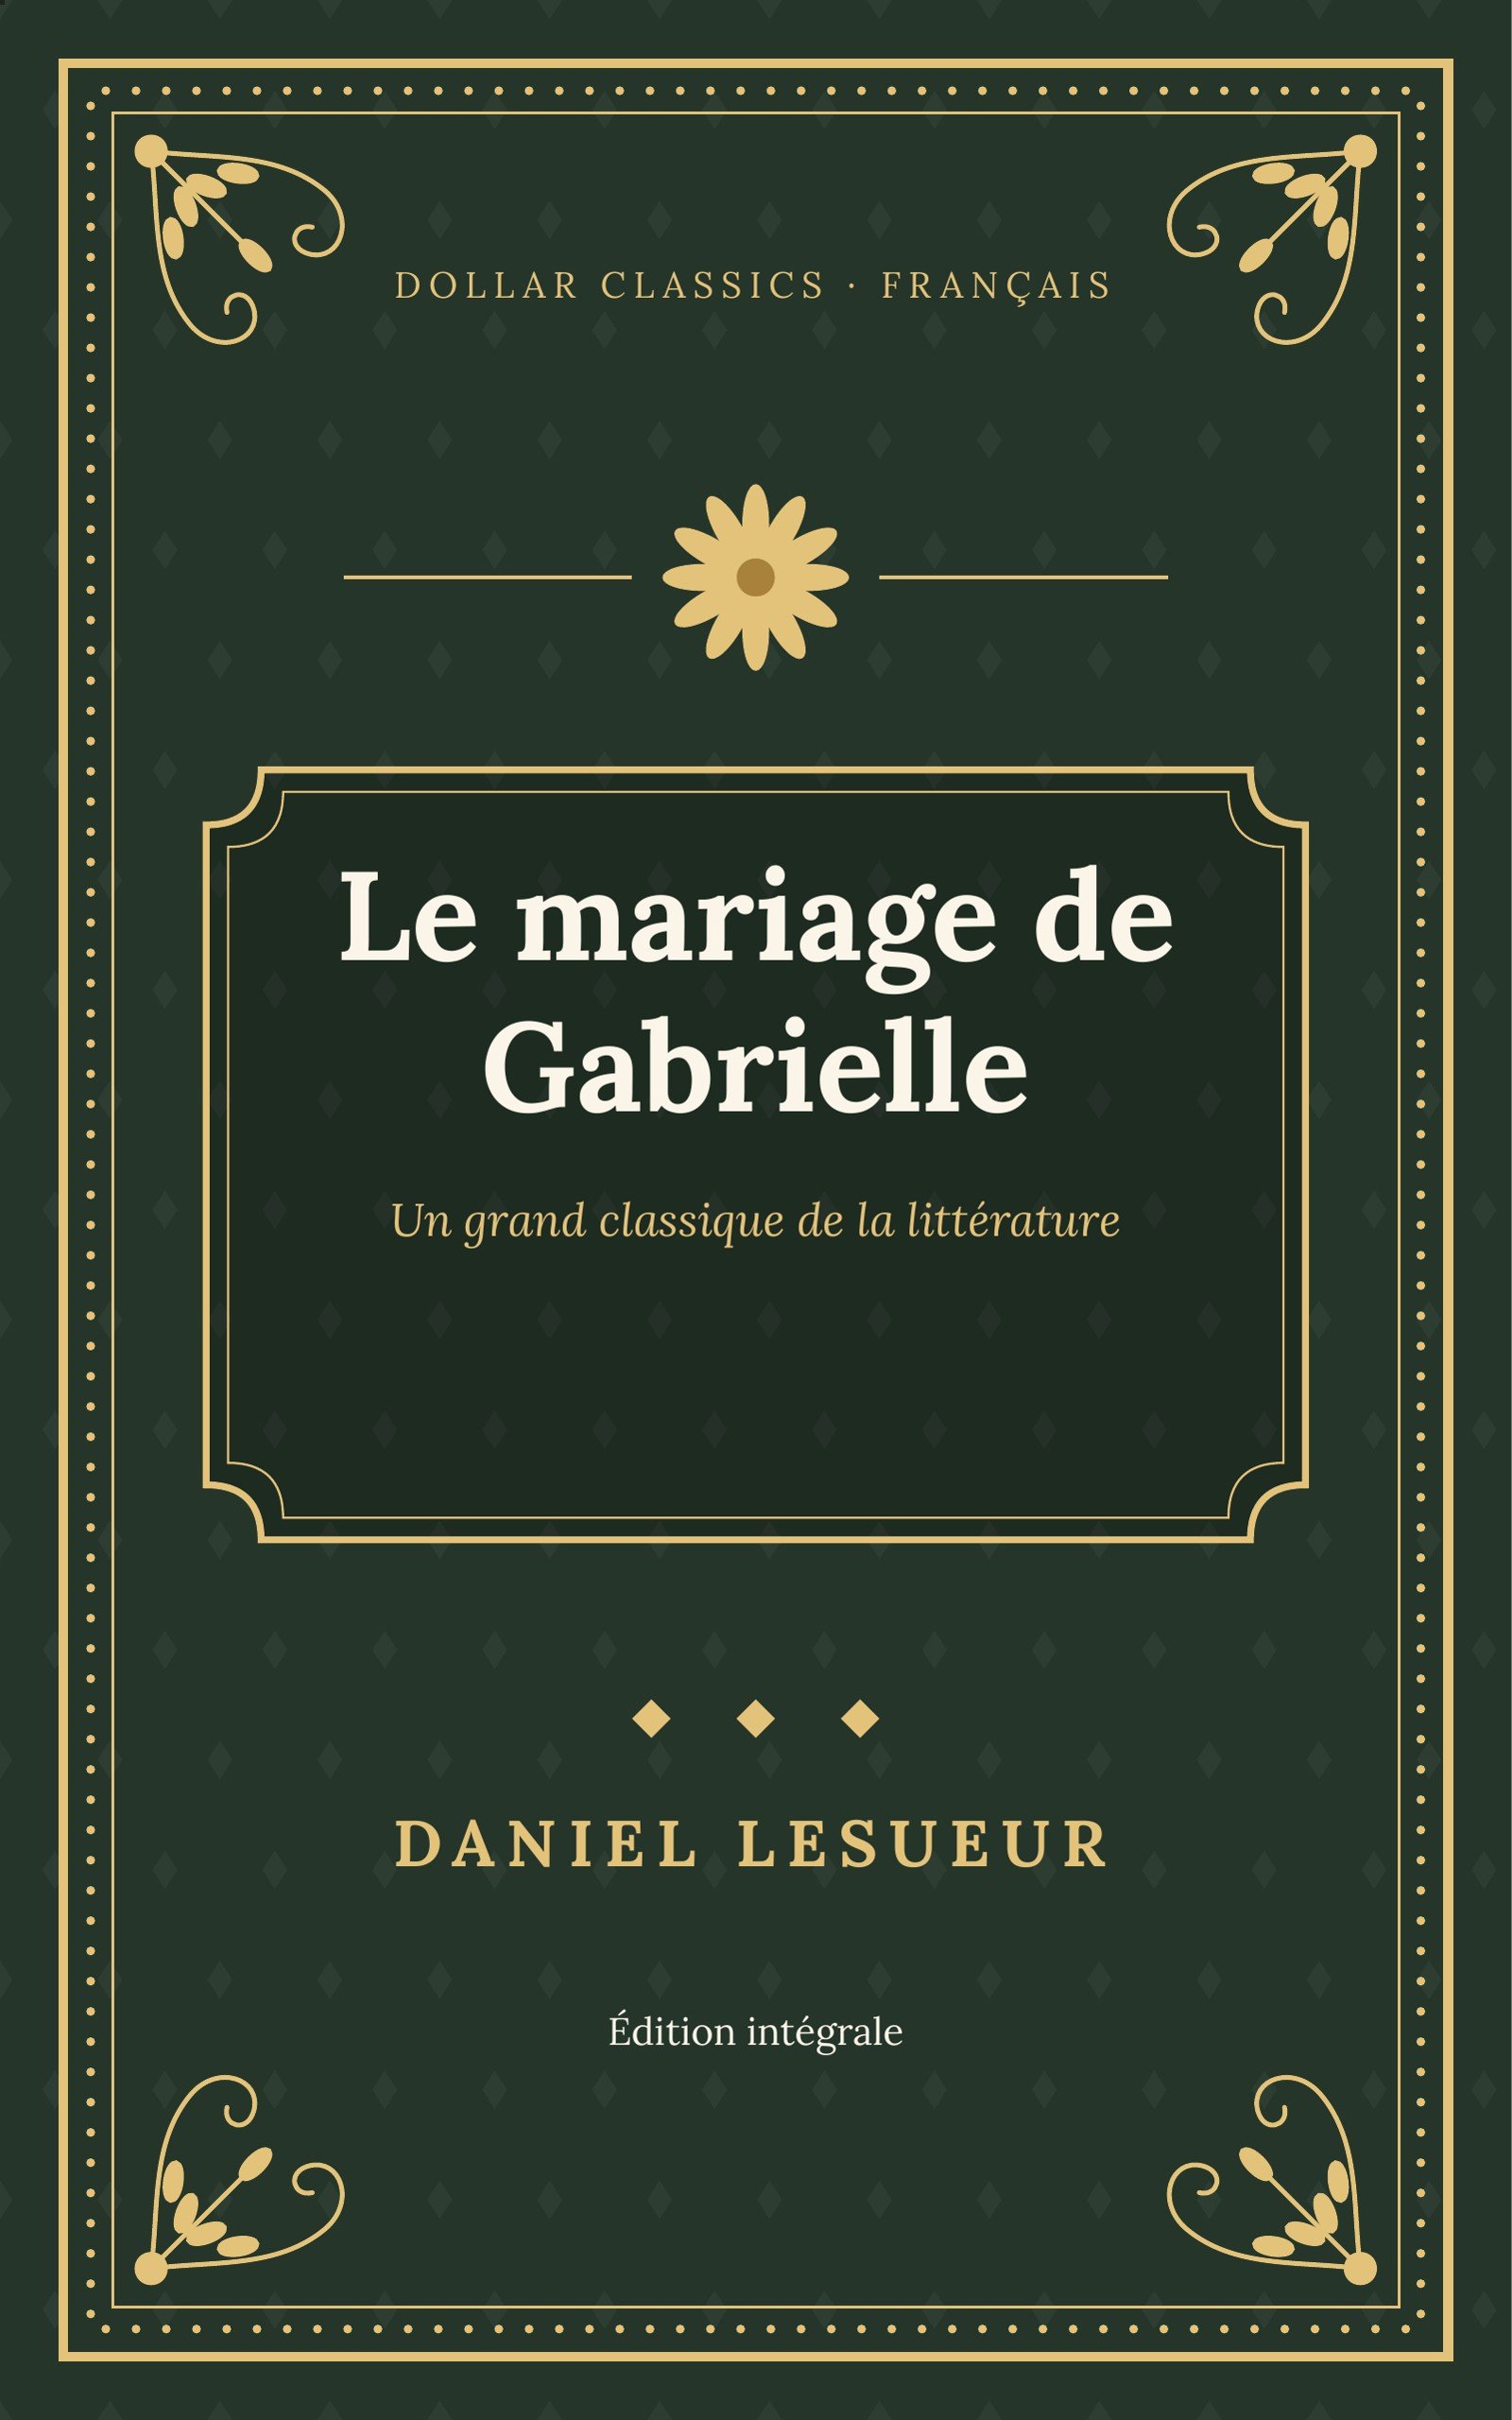 DOLLAR CLASSICS · FRANÇAIS
Le mariage de
Gabrielle
Un grand classique de la littérature
DANIEL LESUEUR
Édition intégrale